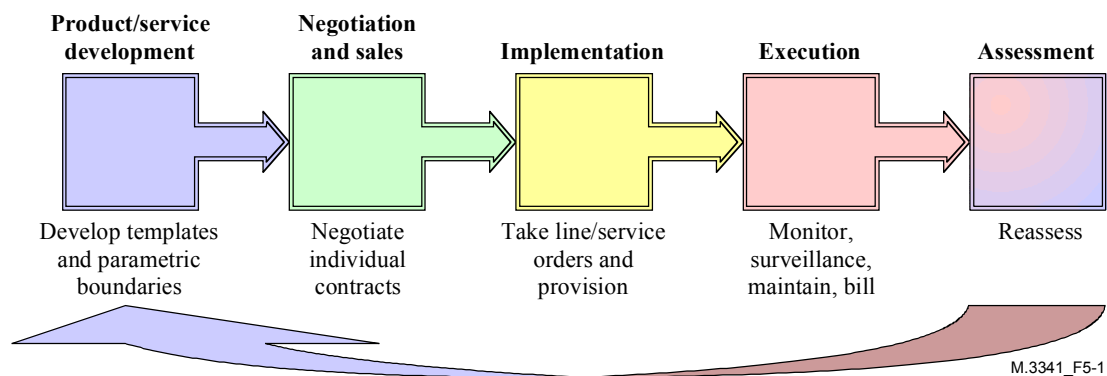 Product/service
development
Negotiation
and sales
Implementation
Execution
Assessment
Develop templates
and parametric
boundaries
Negotiate
individual
contracts
Take line/service
orders and
provision
Monitor,
surveillance,
maintain, bill
Reassess
M.3341_F5-1